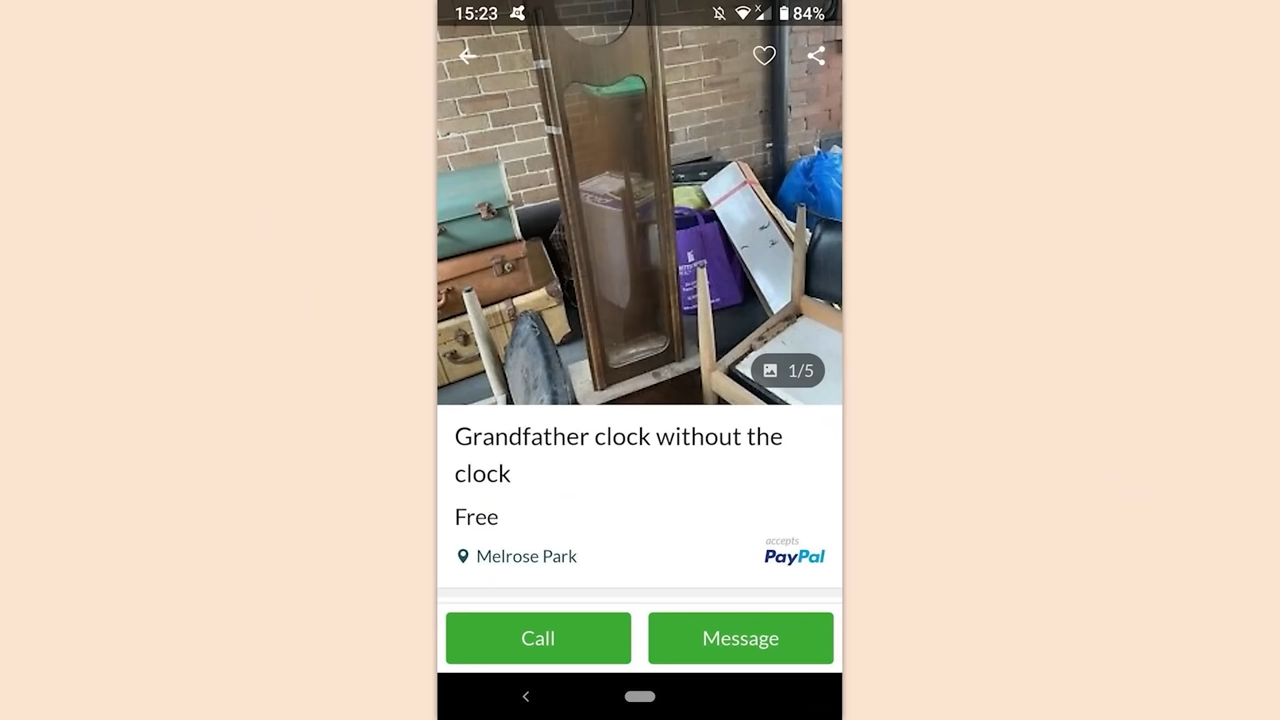 15:23
84%
1/5
Grandfather clock without the
clock
Free
Melrose Park
accepts
PayPal
Call
Message